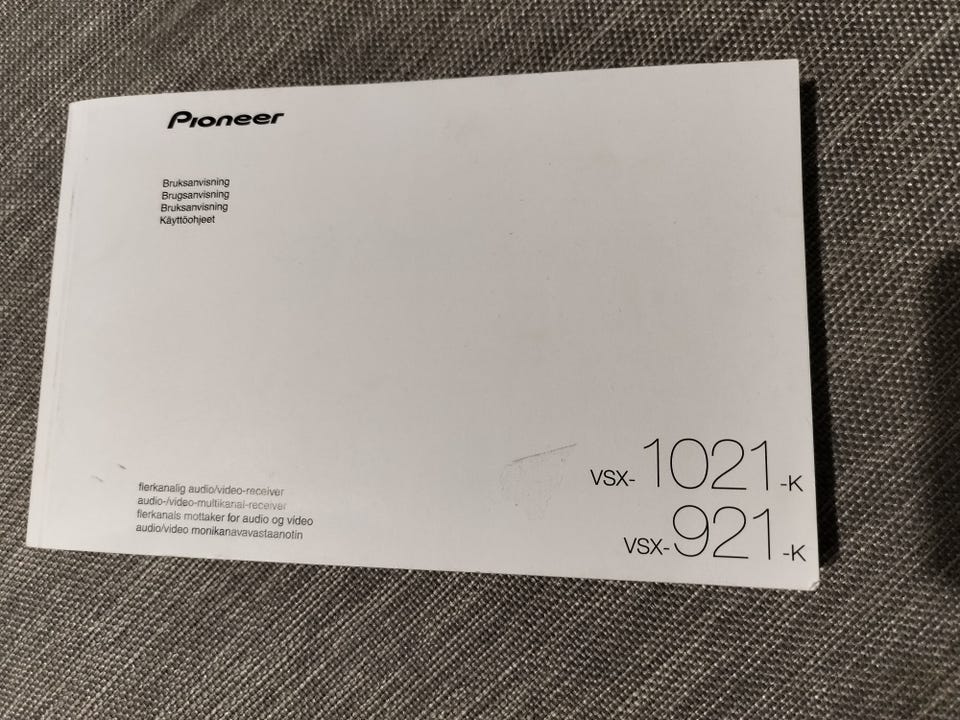 Pioneer
Bruksanvisning
Brugsanvisning
Bruksanvisning
Käyttöohjeet
flerkanalig audio/video-receiver
audio-/video-multikanal-receiver
flerkanals mottaker for audio og video
audio/video monikanavavastaanotin
VSX-1021-K
VSX-921-K